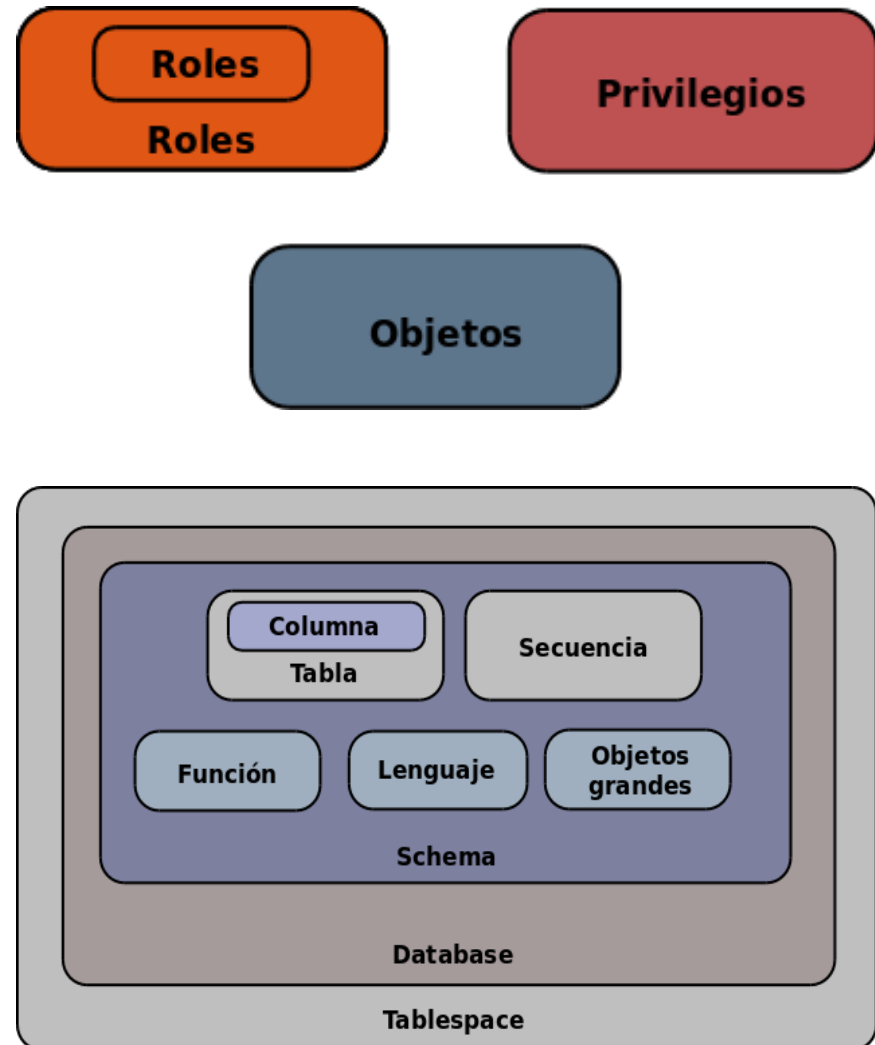 Roles
Roles
Privilegios
Objetos
Columna
Tabla
Secuencia
Función
Lenguaje
Objetos
grandes
Schema
Database
Tablespace